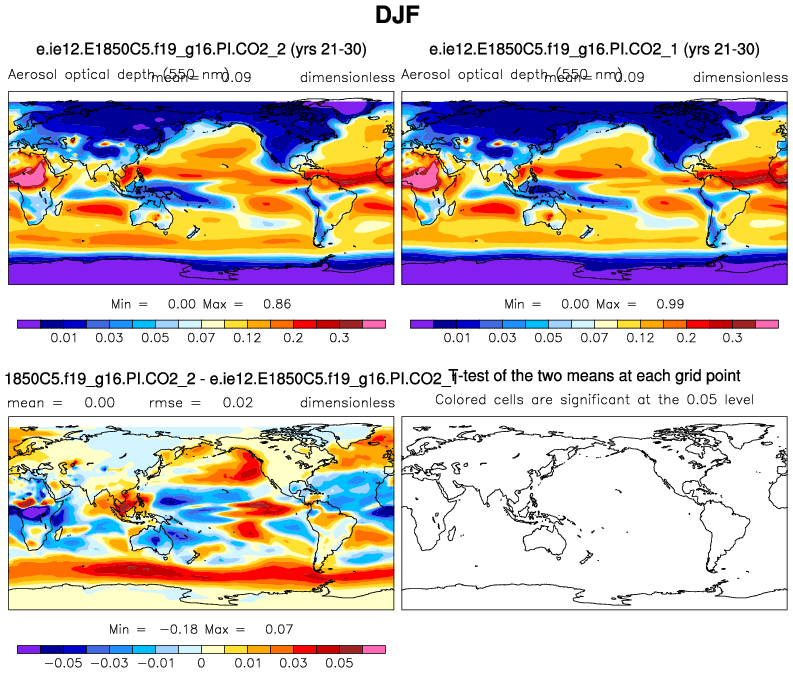 DJF
e.ie12.E1850C5.f19_g16.PI.CO2_2 (yrs 21-30)
Aerosol optical depth (550 nm) mean= 0.09 dimensionless
Min = 0.00 Max = 0.86
0.01 0.03 0.05 0.07 0.12 0.2 0.3
e.ie12.E1850C5.f19_g16.PI.CO2_1 (yrs 21-30)
Aerosol optical depth (550 nm) mean= 0.09 dimensionless
Min = 0.00 Max = 0.99
0.01 0.03 0.05 0.07 0.12 0.2 0.3
1850C5.f19_g16.PI.CO2_2 - e.ie12.E1850C5.f19_g16.PI.CO2_1
mean = 0.00 rmse = 0.02 dimensionless
Min = -0.18 Max = 0.07
-0.05 -0.03 -0.01 0 0.01 0.03 0.05
T-test of the two means at each grid point
Colored cells are significant at the 0.05 level